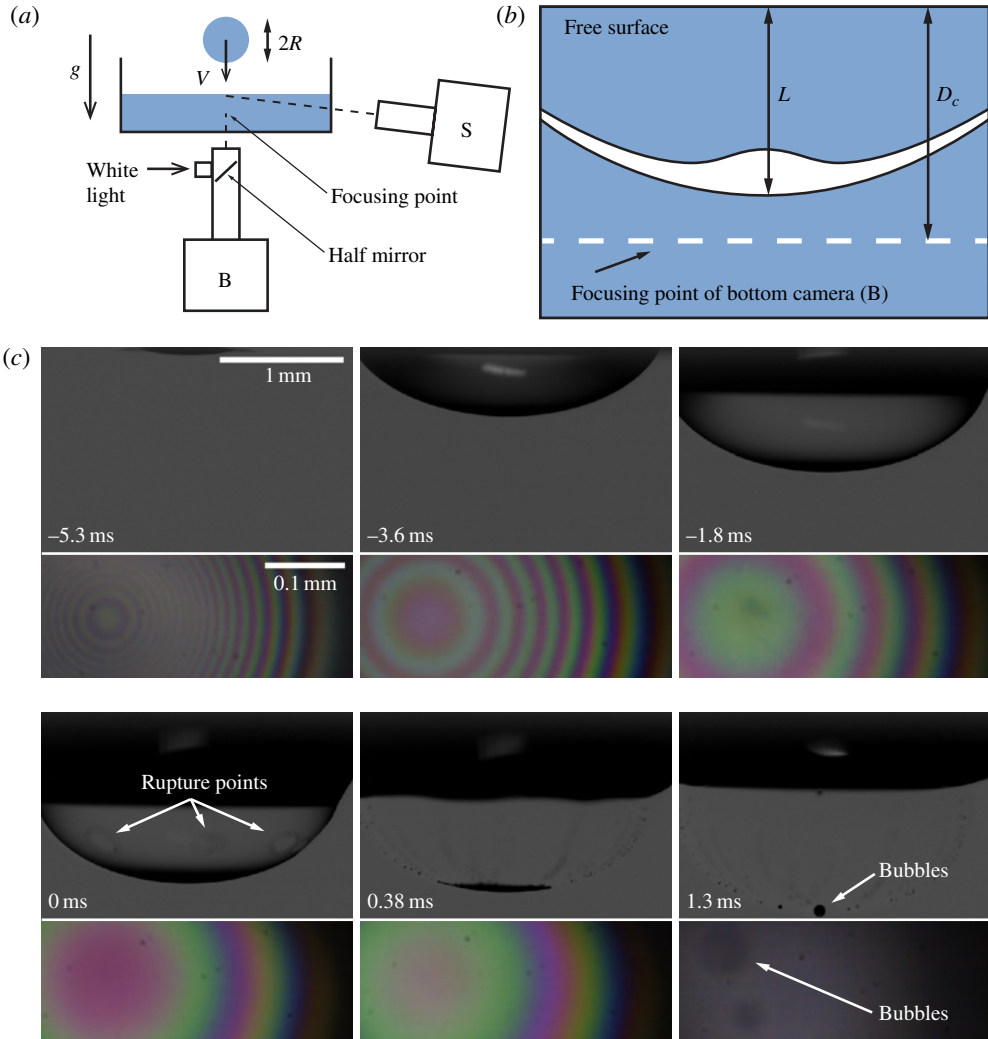 (a)
2R
g
V
S
White
light
Focusing point
Half mirror
B
(b)
Free surface
L
D_c
Focusing point of bottom camera (B)
(c)
1 mm
–5.3 ms
–3.6 ms
–1.8 ms
0.1 mm
Rupture points
0 ms
0.38 ms
1.3 ms
Bubbles
Bubbles